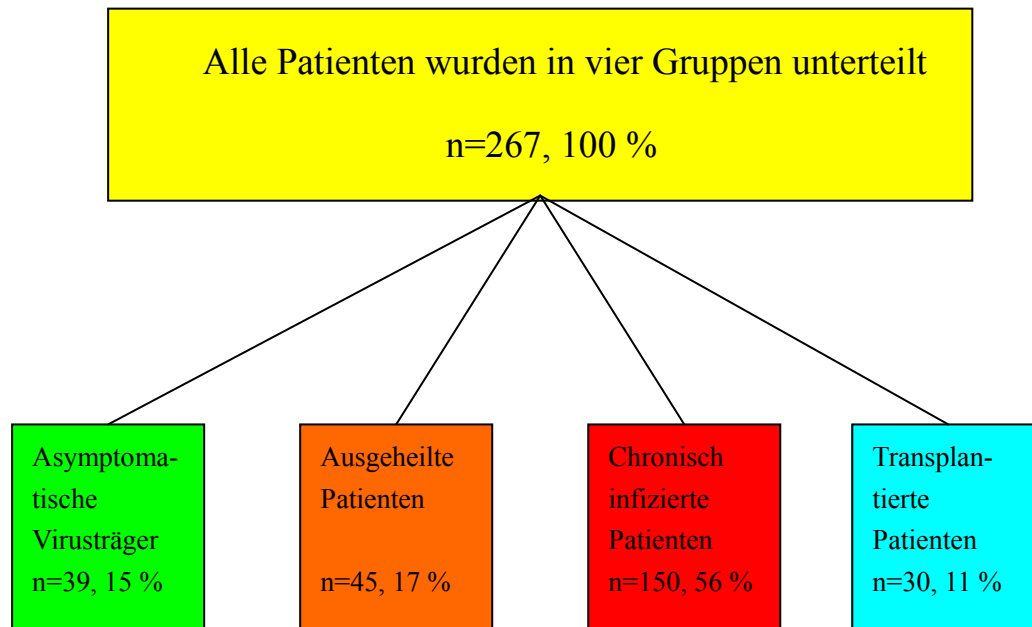 Alle Patienten wurden in vier Gruppen unterteilt
n=267, 100 %
Asymptoma-
tische
Virusträger
n=39, 15 %
Ausgeheilte
Patienten
n=45, 17 %
Chronisch
infizierte
Patienten
n=150, 56 %
Transplan-
tierte
Patienten
n=30, 11 %